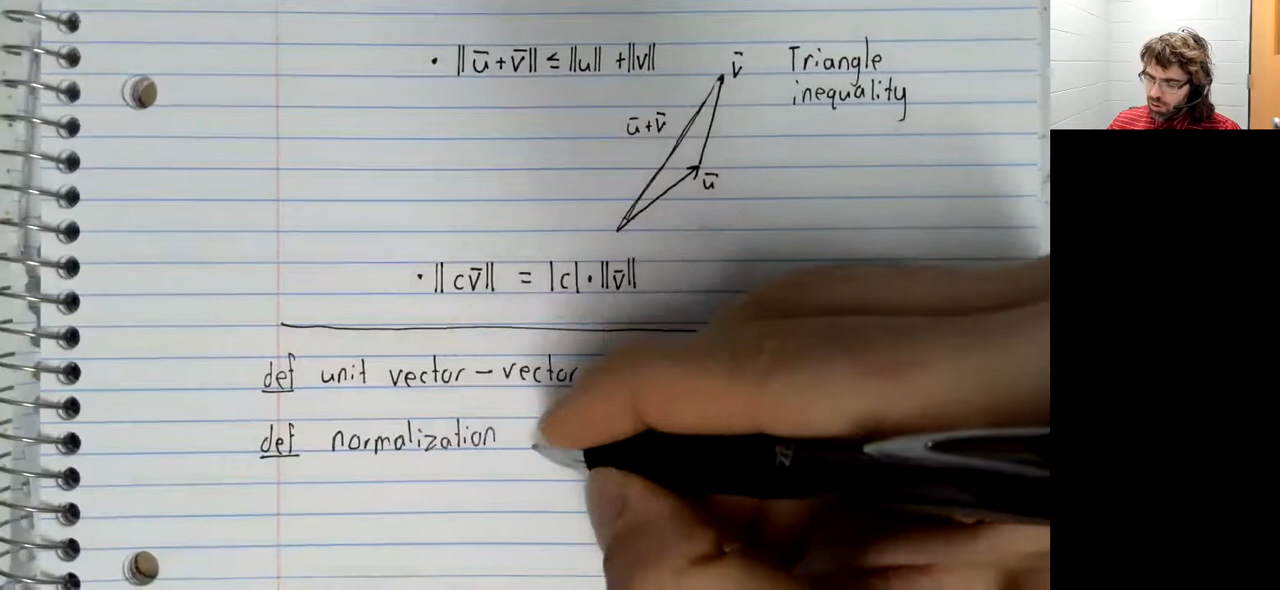 • ‖ū+v̄‖ ≤ ‖u‖ +‖v‖
Triangle
inequality
v̄
ū+v̄
ū
• ‖cv̄‖ = |c|·‖v̄‖
def unit vector – vector
def normalization